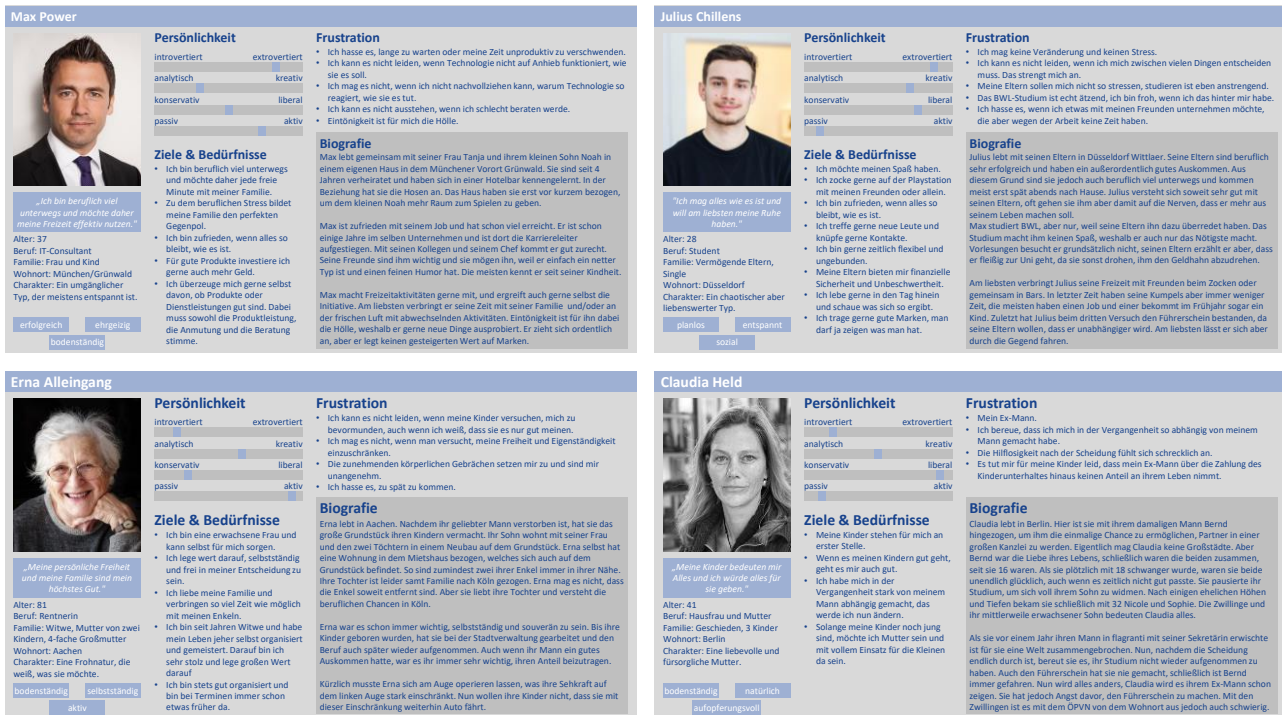 Max Power
„Ich bin beruflich viel
unterwegs und möchte daher
meine Freizeit effektiv nutzen."
Alter: 37
Beruf: IT-Consultant
Familie: Frau und Kind
Wohnort: München/Grünwald
Charakter: Ein umgänglicher
Typ, der meistens entspannt ist.
erfolgreich ehrgeizig
bodenständig
Persönlichkeit
introvertiert extrovertiert
analytisch kreativ
konservativ liberal
passiv aktiv
Ziele & Bedürfnisse
• Ich bin beruflich viel unterwegs
und möchte daher jede freie
Minute mit meiner Familie.
• Zu dem beruflichen Stress bildet
meine Familie den perfekten
Gegenpol.
• Ich bin zufrieden, wenn alles so
bleibt, wie es ist.
• Für gute Produkte investiere ich
gerne auch mehr Geld.
• Ich überzeuge mich gerne selbst
davon, ob Produkte oder
Dienstleistungen gut sind. Dabei
muss sowohl die Produktleistung,
die Anmutung und die Beratung
stimme.
Frustration
• Ich hasse es, lange zu warten oder meine Zeit unproduktiv zu verschwenden.
• Ich kann es nicht leiden, wenn Technologie nicht auf Anhieb funktioniert, wie
sie es soll.
• Ich mag es nicht, wenn ich nicht nachvollziehen kann, warum Technologie so
reagiert, wie sie es tut.
• Ich kann es nicht ausstehen, wenn ich schlecht beraten werde.
• Eintönigkeit ist für mich die Hölle.
Biografie
Max lebt gemeinsam mit seiner Frau Tanja und ihrem kleinen Sohn Noah in
einem eigenen Haus in dem Münchener Vorort Grünwald. Sie sind seit 4
Jahren verheiratet und haben sich in einer Hotelbar kennengelernt. In der
Beziehung hat sie die Hosen an. Das Haus haben sie erst vor kurzem bezogen,
um dem kleinen Noah mehr Raum zum Spielen zu geben.
Max ist zufrieden mit seinem Job und hat schon viel erreicht. Er ist schon
einige Jahre im selben Unternehmen und ist dort die Karriereleiter
aufgestiegen. Mit seinen Kollegen und seinem Chef kommt er gut zurecht.
Seine Freunde sind ihm wichtig und sie mögen ihn, weil er einfach ein netter
Typ ist und einen feinen Humor hat. Die meisten kennt er seit seiner Kindheit.
Max macht Freizeitaktivitäten gerne mit, und ergreift auch gerne selbst die
Initiative. Am liebsten verbringt er seine Zeit mit seiner Familie und/oder an
der frischen Luft mit abwechselnden Aktivitäten. Eintönigkeit ist für ihn dabei
die Hölle, weshalb er gerne neue Dinge ausprobiert. Er zieht sich ordentlich
an, aber er legt keinen gesteigerten Wert auf Marken.
Julius Chillens
"Ich mag alles wie es ist und
will am liebsten meine Ruhe
haben."
Alter: 28
Beruf: Student
Familie: Vermögende Eltern,
Single
Wohnort: Düsseldorf
Charakter: Ein chaotischer aber
liebenswerter Typ.
planlos entspannt
sozial
Persönlichkeit
introvertiert extrovertiert
analytisch kreativ
konservativ liberal
passiv aktiv
Ziele & Bedürfnisse
• Ich möchte meinen Spaß haben.
• Ich zocke gerne auf der Playstation
mit meinen Freunden oder allein.
• Ich bin zufrieden, wenn alles so
bleibt, wie es ist.
• Ich treffe gerne neue Leute und
knüpfe gerne Kontakte.
• Ich bin gerne zeitlich flexibel und
ungebunden.
• Meine Eltern bieten mir finanzielle
Sicherheit und Unbeschwertheit.
• Ich lebe gerne in den Tag hinein
und schaue was sich so ergibt.
• Ich trage gerne gute Marken, man
darf ja zeigen was man hat.
Frustration
• Ich mag keine Veränderung und keinen Stress.
• Ich kann es nicht leiden, wenn ich mich zwischen vielen Dingen entscheiden
muss. Das strengt mich an.
• Meine Eltern sollen mich nicht so stressen, studieren ist eben anstrengend.
• Das BWL-Studium ist echt ätzend, ich bin froh, wenn ich das hinter mir habe.
• Ich hasse es, wenn ich etwas mit meinen Freunden unternehmen möchte,
die aber wegen der Arbeit keine Zeit haben.
Biografie
Julius lebt mit seinen Eltern in Düsseldorf Wittlaer. Seine Eltern sind beruflich
sehr erfolgreich und haben ein außerordentlich gutes Auskommen. Aus
diesem Grund sind sie jedoch auch beruflich viel unterwegs und kommen
meist erst spät abends nach Hause. Julius versteht sich soweit sehr gut mit
seinen Eltern, oft gehen sie ihm aber damit auf die Nerven, dass er mehr aus
seinem Leben machen soll.
Max studiert BWL, aber nur, weil seine Eltern ihn dazu überredet haben. Das
Studium macht ihm keinen Spaß, weshalb er auch nur das Nötigste macht.
Vorlesungen besucht er grundsätzlich nicht, seinen Eltern erzählt er aber, dass
er fleißig zur Uni geht, da sie sonst drohen, ihm den Geldhahn abzudrehen.
Am liebsten verbringt Julius seine Freizeit mit Freunden beim Zocken oder
gemeinsam in Bars. In letzter Zeit haben seine Kumpels aber immer weniger
Zeit, die meisten haben einen Job und einer bekommt im Frühjahr sogar ein
Kind. Zuletzt hat Julius beim dritten Versuch den Führerschein bestanden, da
seine Eltern wollen, dass er unabhängiger wird. Am liebsten lässt er sich aber
durch die Gegend fahren.
Erna Alleingang
„Meine persönliche Freiheit
und meine Familie sind mein
höchstes Gut."
Alter: 81
Beruf: Rentnerin
Familie: Witwe, Mutter von zwei
Kindern, 4-fache Großmutter
Wohnort: Aachen
Charakter: Eine Frohnatur, die
weiß, was sie möchte.
bodenständig selbstständig
aktiv
Persönlichkeit
introvertiert extrovertiert
analytisch kreativ
konservativ liberal
passiv aktiv
Ziele & Bedürfnisse
• Ich bin eine erwachsene Frau und
kann selbst für mich sorgen.
• Ich lege wert darauf, selbstständig
und frei in meiner Entscheidung zu
sein.
• Ich liebe meine Familie und
verbringen so viel Zeit wie möglich
mit meinen Enkeln.
• Ich bin seit Jahren Witwe und habe
mein Leben jeher selbst organisiert
und gemeistert. Darauf bin ich
sehr stolz und lege großen Wert
darauf
• Ich bin stets gut organisiert und
bin bei Terminen immer schon
etwas früher da.
Frustration
• Ich kann es nicht leiden, wenn meine Kinder versuchen, mich zu
bevormunden, auch wenn ich weiß, dass sie es nur gut meinen.
• Ich mag es nicht, wenn man versucht, meine Freiheit und Eigenständigkeit
einzuschränken.
• Die zunehmenden körperlichen Gebrächen setzen mir zu und sind mir
unangenehm.
• Ich hasse es, zu spät zu kommen.
Biografie
Erna lebt in Aachen. Nachdem ihr geliebter Mann verstorben ist, hat sie das
große Grundstück ihren Kindern vermacht. Ihr Sohn wohnt mit seiner Frau
und den zwei Töchtern in einem Neubau auf dem Grundstück. Erna selbst hat
eine Wohnung in dem Mietshaus bezogen, welches sich auch auf dem
Grundstück befindet. So sind zumindest zwei ihrer Enkel immer in ihrer Nähe.
Ihre Tochter ist leider samt Familie nach Köln gezogen. Erna mag es nicht, dass
die Enkel soweit entfernt sind. Aber sie liebt ihre Tochter und versteht die
beruflichen Chancen in Köln.
Erna war es schon immer wichtig, selbstständig und souverän zu sein. Bis ihre
Kinder geboren wurden, hat sie bei der Stadtverwaltung gearbeitet und den
Beruf auch später wieder aufgenommen. Auch wenn ihr Mann ein gutes
Auskommen hatte, war es ihr immer sehr wichtig, ihren Anteil beizutragen.
Kürzlich musste Erna sich am Auge operieren lassen, was ihre Sehkraft auf
dem linken Auge stark einschränkt. Nun wollen ihre Kinder nicht, dass sie mit
dieser Einschränkung weiterhin Auto fährt.
Claudia Held
„Meine Kinder bedeuten mir
Alles und ich würde alles für
sie geben."
Alter: 41
Beruf: Hausfrau und Mutter
Familie: Geschieden, 3 Kinder
Wohnort: Berlin
Charakter: Eine liebevolle und
fürsorgliche Mutter.
bodenständig natürlich
aufopferungsvoll
Persönlichkeit
introvertiert extrovertiert
analytisch kreativ
konservativ liberal
passiv aktiv
Ziele & Bedürfnisse
• Meine Kinder stehen für mich an
erster Stelle.
• Wenn es meinen Kindern gut geht,
geht es mir auch gut.
• Ich habe mich in der
Vergangenheit stark von meinem
Mann abhängig gemacht, das
werde ich nun ändern.
• Solange meine Kinder noch jung
sind, möchte ich Mutter sein und
mit vollem Einsatz für die Kleinen
da sein.
Frustration
• Mein Ex-Mann.
• Ich bereue, dass ich mich in der Vergangenheit so abhängig von meinem
Mann gemacht habe.
• Die Hilflosigkeit nach der Scheidung fühlt sich schrecklich an.
• Es tut mir für meine Kinder leid, dass mein Ex-Mann über die Zahlung des
Kinderunterhaltes hinaus keinen Anteil an ihrem Leben nimmt.
Biografie
Claudia lebt in Berlin. Hier ist sie mit ihrem damaligen Mann Bernd
hingezogen, um ihm die einmalige Chance zu ermöglichen, Partner in einer
großen Kanzlei zu werden. Eigentlich mag Claudia keine Großstädte. Aber
Bernd war die Liebe ihres Lebens, schließlich waren die beiden zusammen,
seit sie 16 waren. Als sie plötzlich mit 18 schwanger wurde, waren sie beide
unendlich glücklich, auch wenn es zeitlich nicht gut passte. Sie pausierte ihr
Studium, um sich voll ihrem Sohn zu widmen. Nach einigen ehelichen Höhen
und Tiefen bekam sie schließlich mit 32 Nicole und Sophie. Die Zwillinge und
ihr mittlerweile erwachsener Sohn bedeuten Claudia alles.
Als sie vor einem Jahr ihren Mann in flagranti mit seiner Sekretärin erwischte
ist für sie eine Welt zusammengebrochen. Nun, nachdem die Scheidung
endlich durch ist, bereut sie es, ihr Studium nicht wieder aufgenommen zu
haben. Auch den Führerschein hat sie nie gemacht, schließlich ist Bernd
immer gefahren. Nun wird alles anders, Claudia wird es ihrem Ex-Mann schon
zeigen. Sie hat jedoch Angst davor, den Führerschein zu machen. Mit den
Zwillingen ist es mit dem ÖPVN von dem Wohnort aus jedoch auch schwierig.